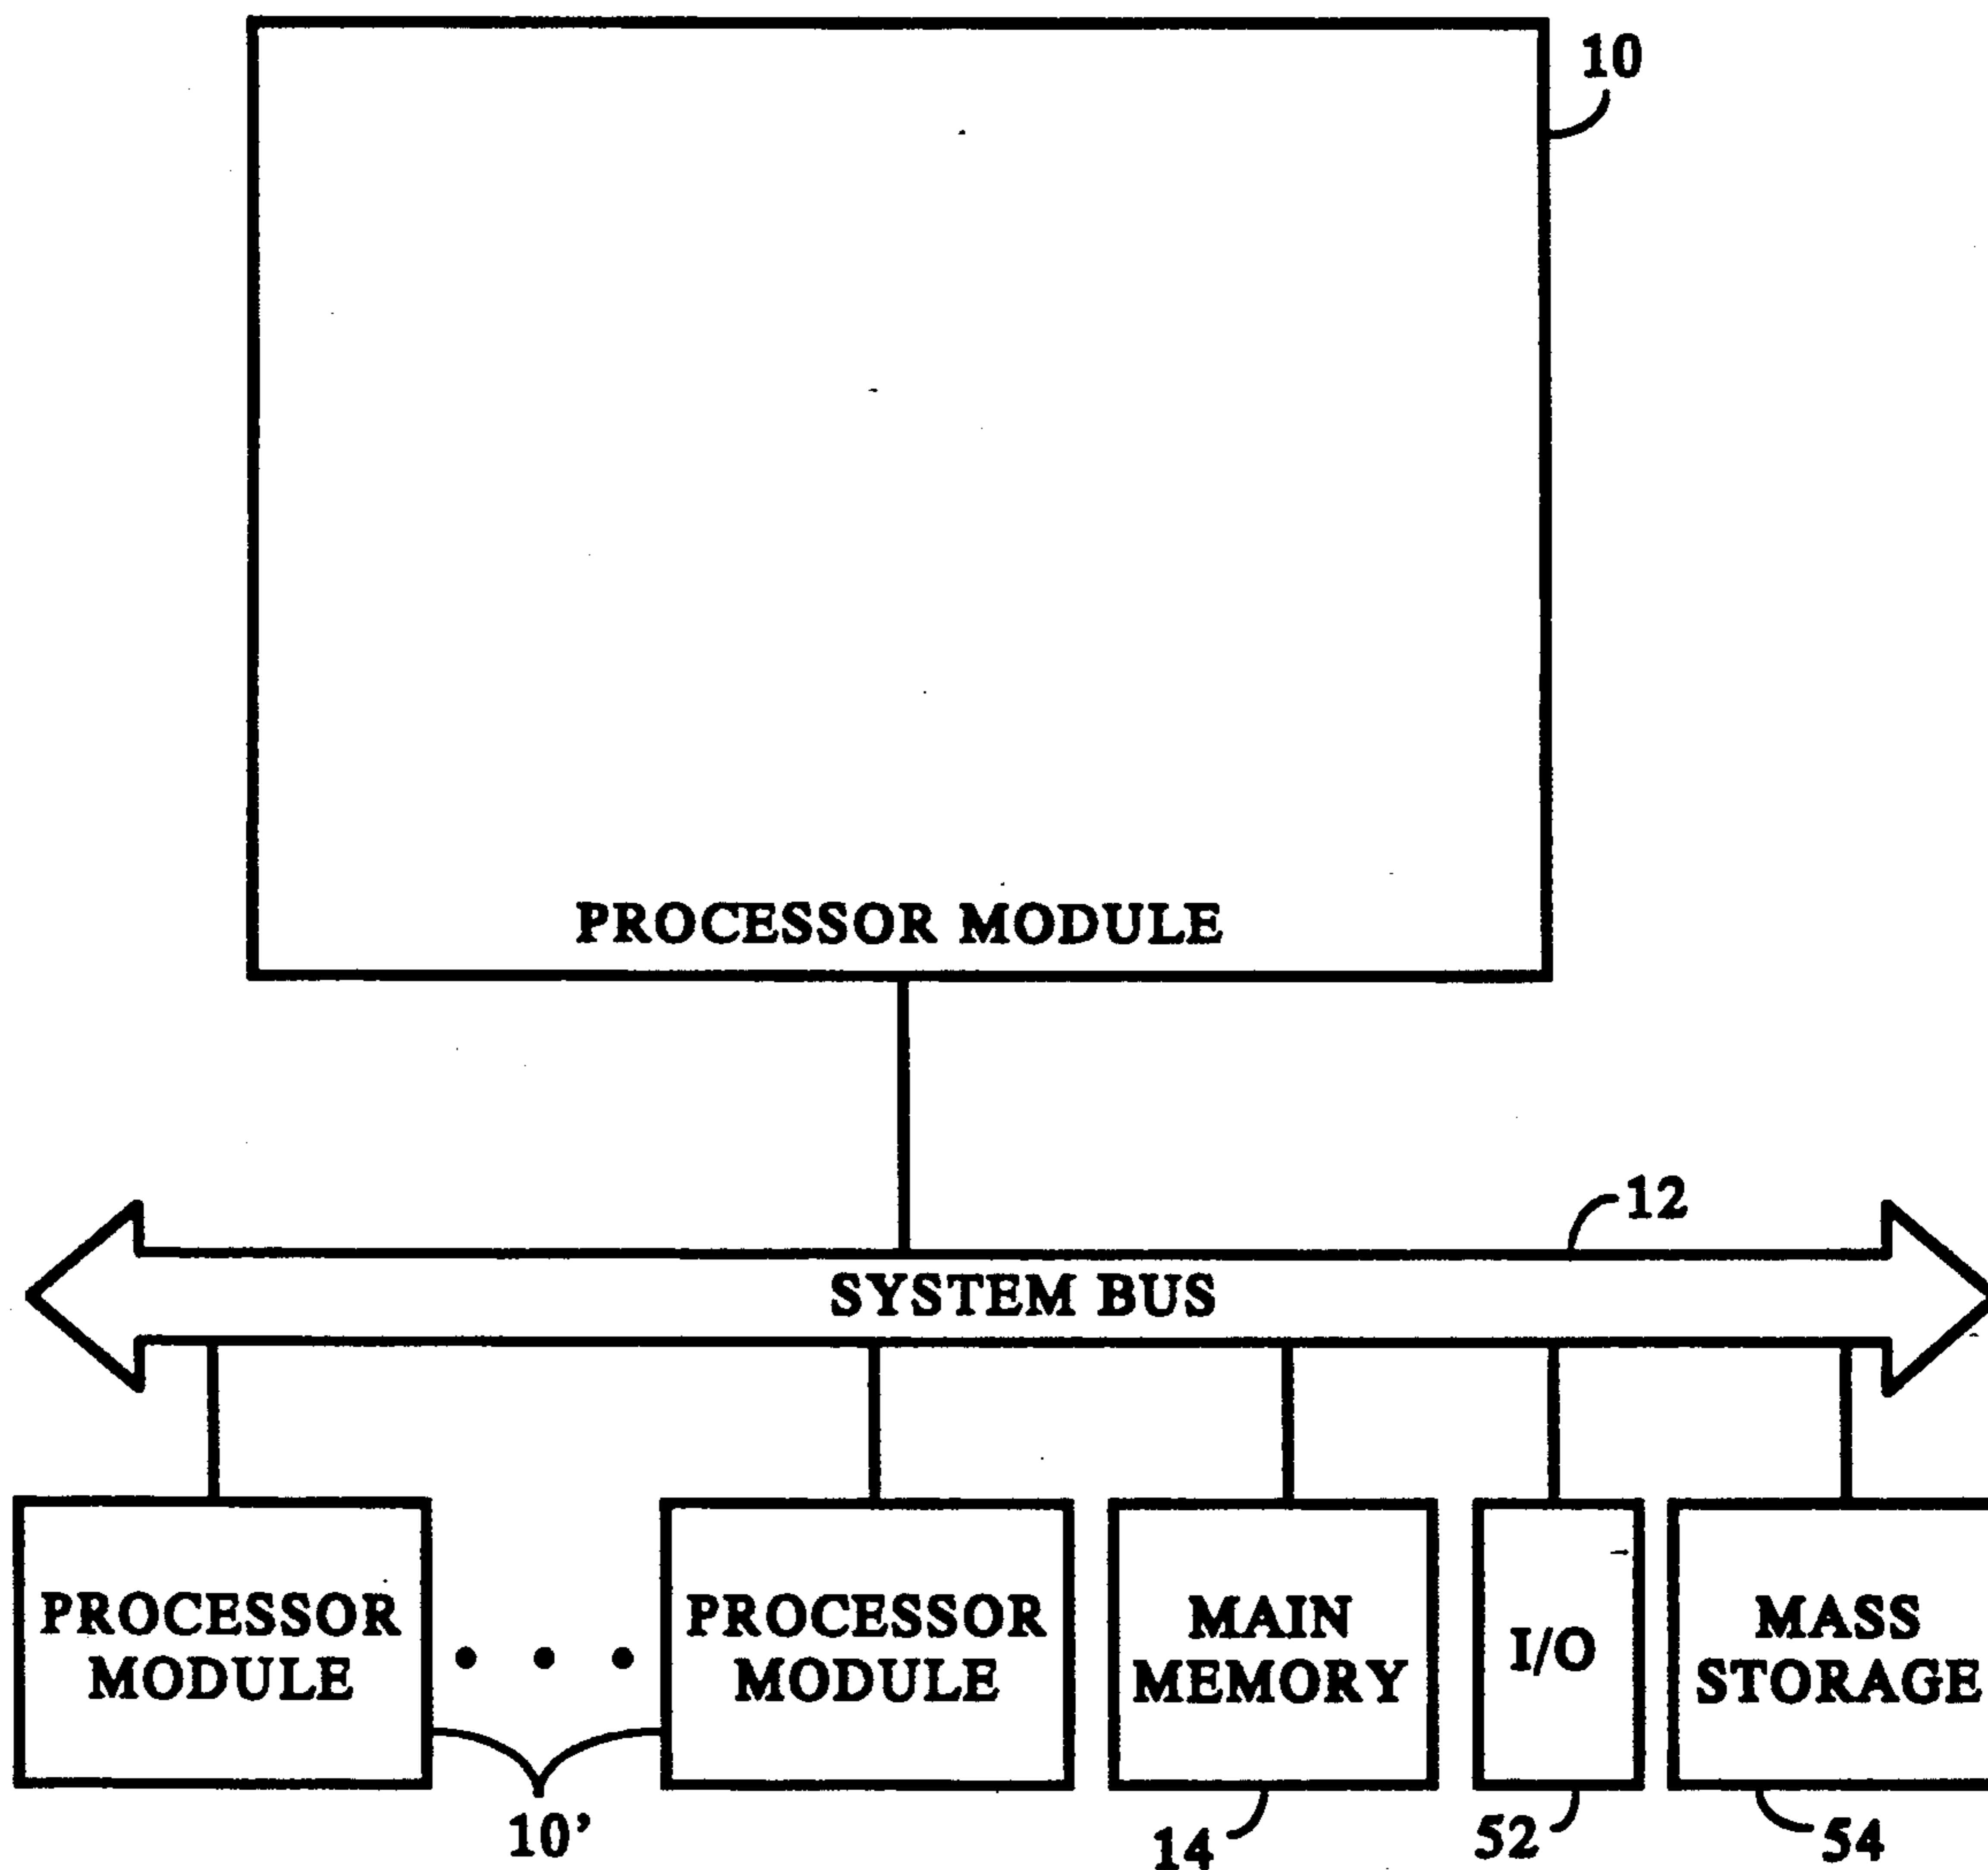 10
PROCESSOR MODULE
12
SYSTEM BUS
PROCESSOR
MODULE
PROCESSOR
MODULE
MAIN
MEMORY
I/O
MASS
STORAGE
10’
14
52
54